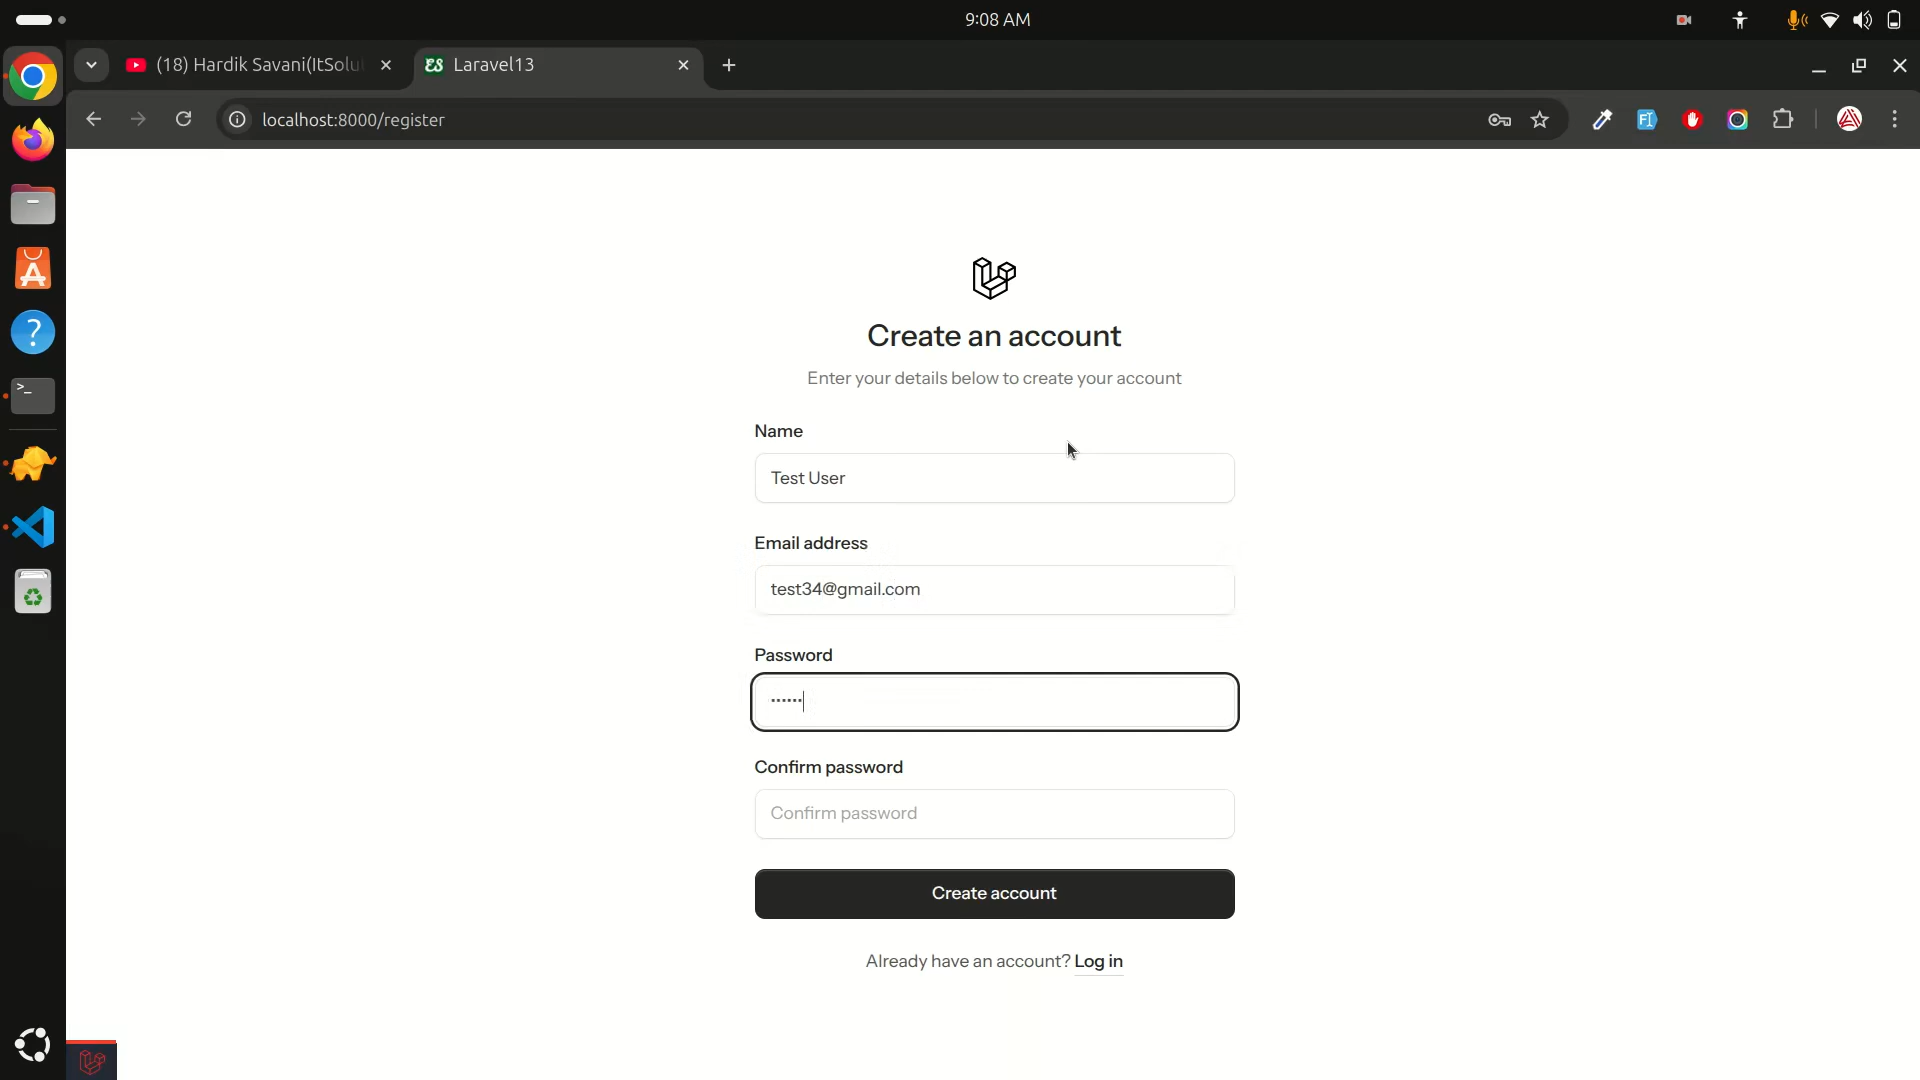 9:08 AM
(18) Hardik Savani(ItSolu
Laravel13
localhost:8000/register
Create an account
Enter your details below to create your account
Name
Test User
Email address
test34@gmail.com
Password
Confirm password
Confirm password
Create account
Already have an account? Log in